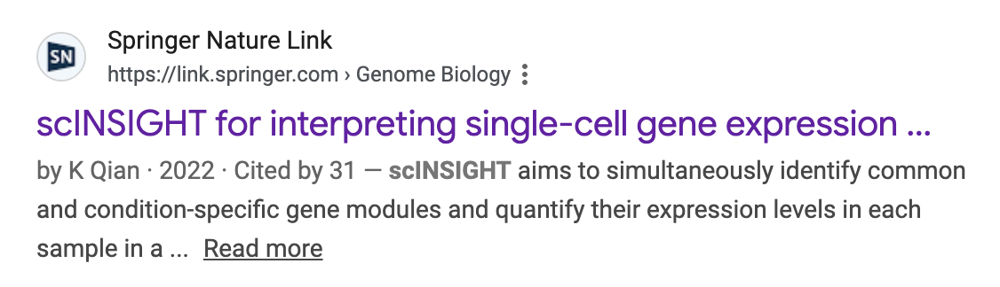 SN
Springer Nature Link
https://link.springer.com › Genome Biology
scINSIGHT for interpreting single-cell gene expression ...
by K Qian · 2022 · Cited by 31 — scINSIGHT aims to simultaneously identify common
and condition-specific gene modules and quantify their expression levels in each
sample in a ... Read more